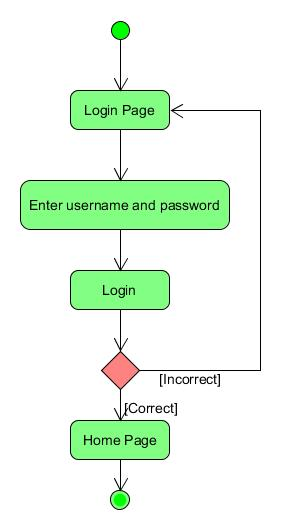 Login Page
Enter username and password
Login
[Incorrect]
[Correct]
Home Page